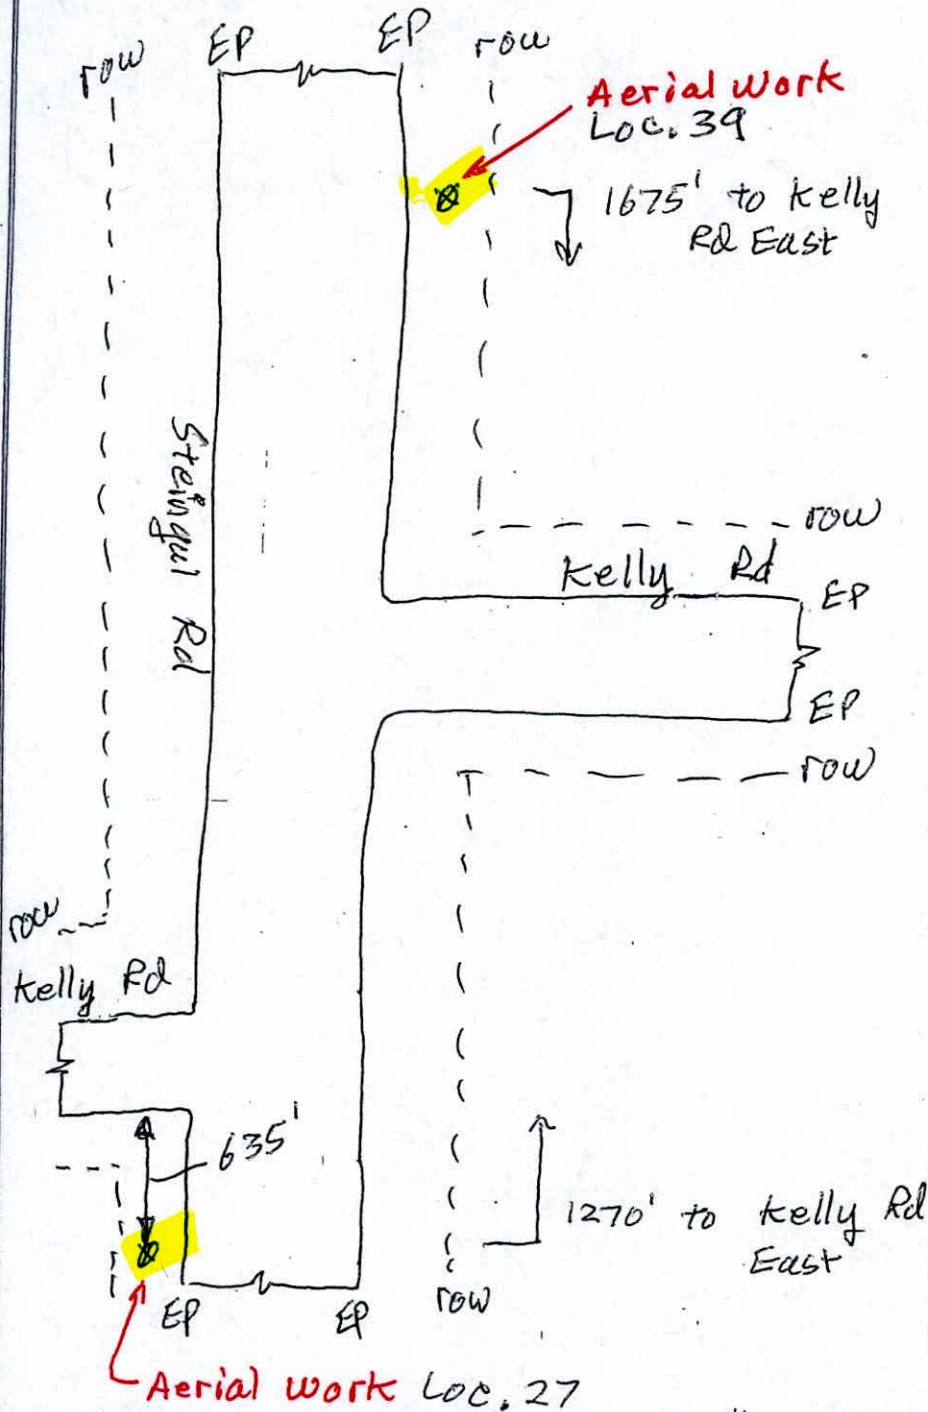 row
EP
EP
row
Aerial Work
Loc. 39
1675' to Kelly
Rd East
Steingul Rd
row
Kelly Rd
EP
EP
row
row
Kelly Rd
635'
1270' to Kelly Rd
East
EP
EP
row
Aerial Work Loc. 27